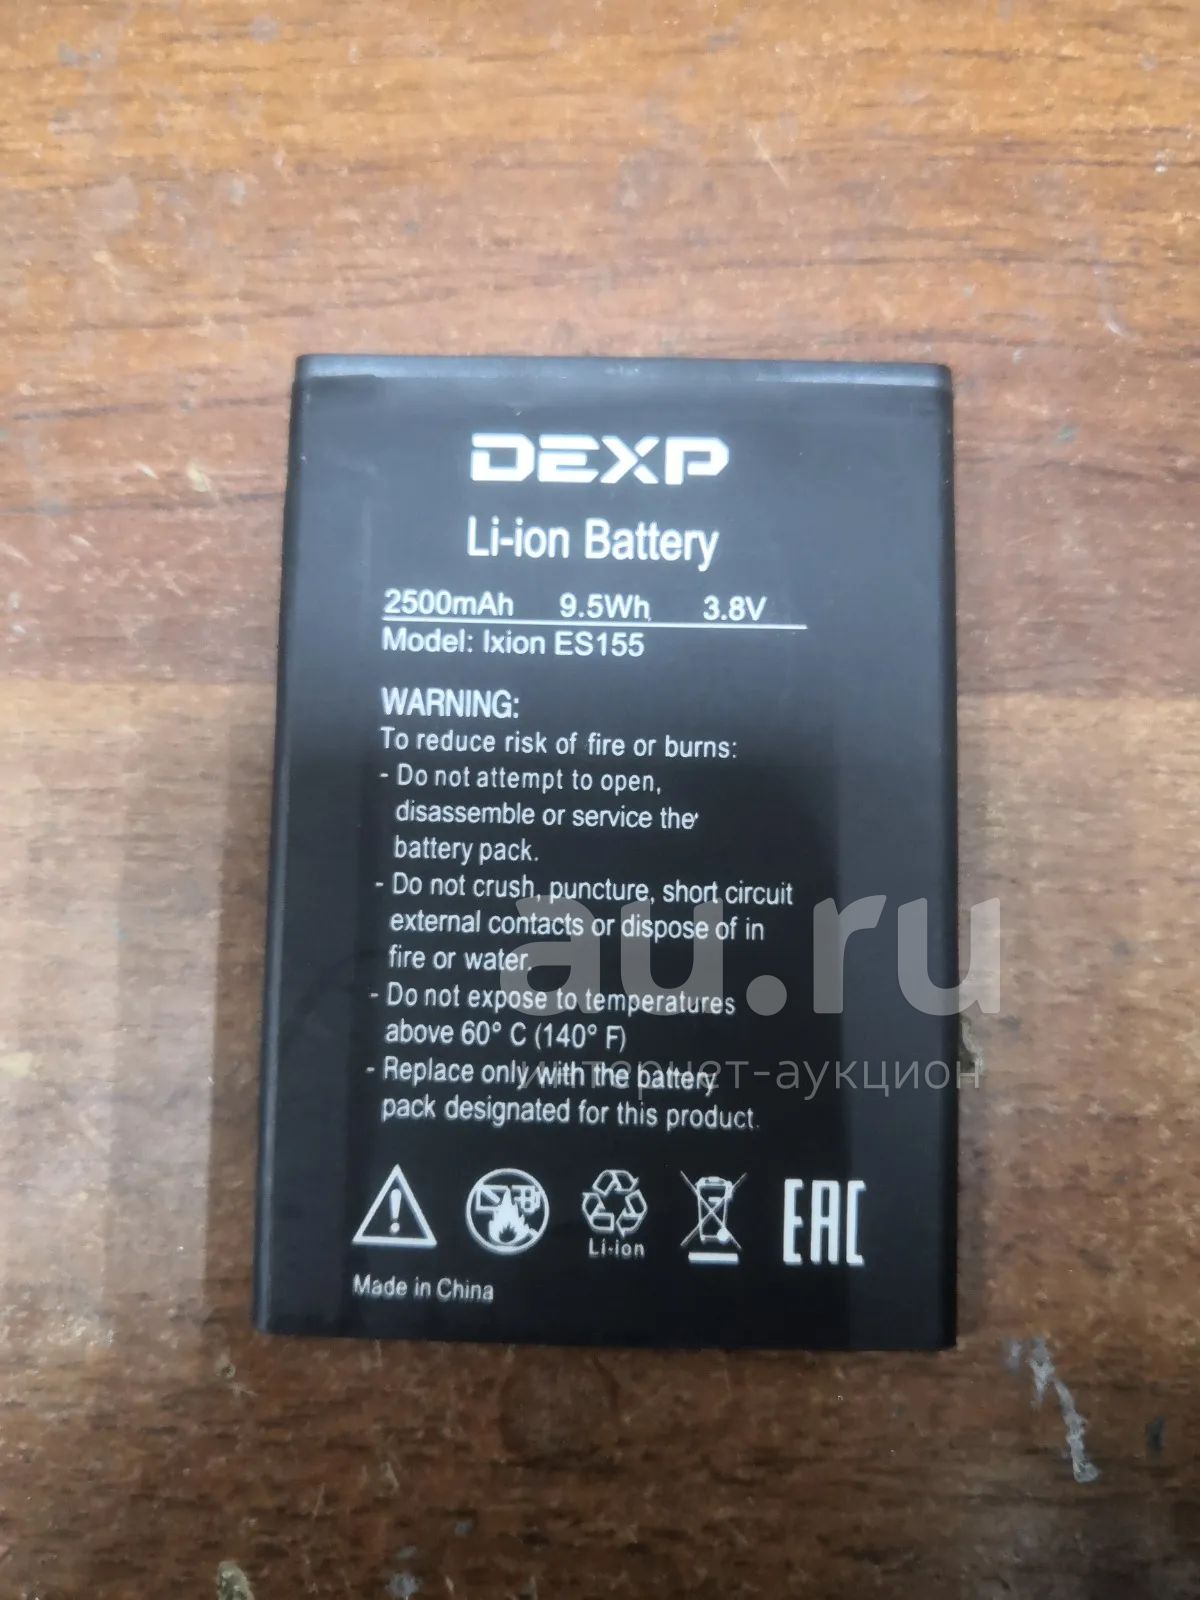 DEXP
Li-ion Battery
2500mAh 9.5Wh 3.8V
Model: Ixion ES155
WARNING:
To reduce risk of fire or burns:
- Do not attempt to open,
disassemble or service the
battery pack.
- Do not crush, puncture, short circuit
external contacts or dispose of in
fire or water.
- Do not expose to temperatures
above 60° C (140° F)
- Replace only with the battery
pack designated for this product.
au.ru
интернет-аукцион
Li-ion
EAC
Made in China